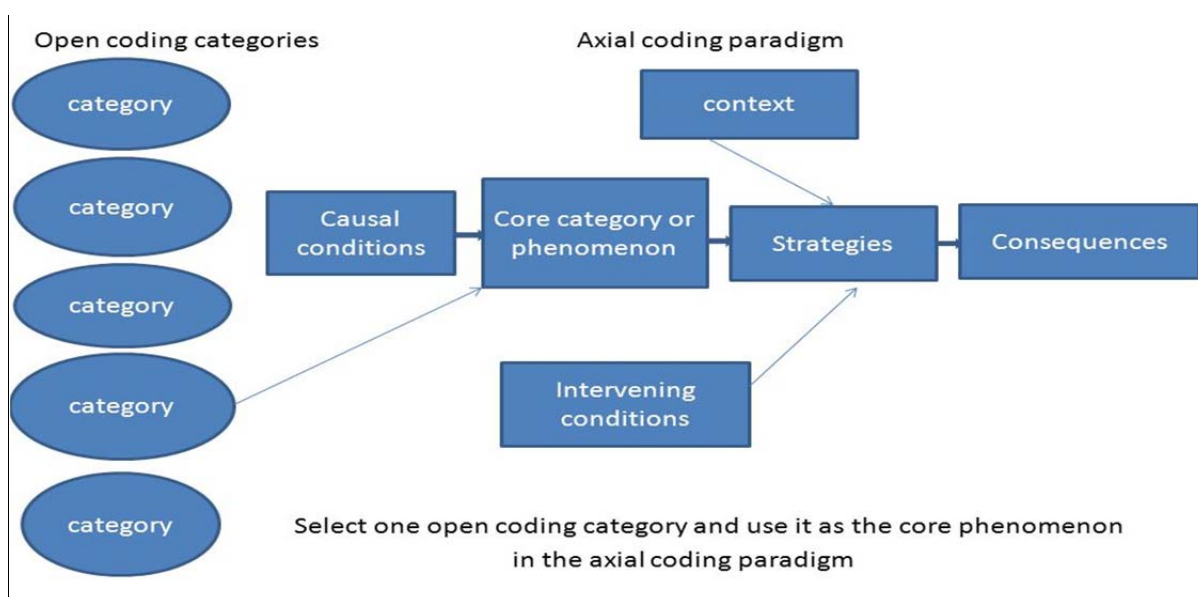 Open coding categories
Axial coding paradigm
category
context
category
Causal
conditions
Core category or
phenomenon
Strategies
Consequences
category
category
Intervening
conditions
category
Select one open coding category and use it as the core phenomenon
in the axial coding paradigm